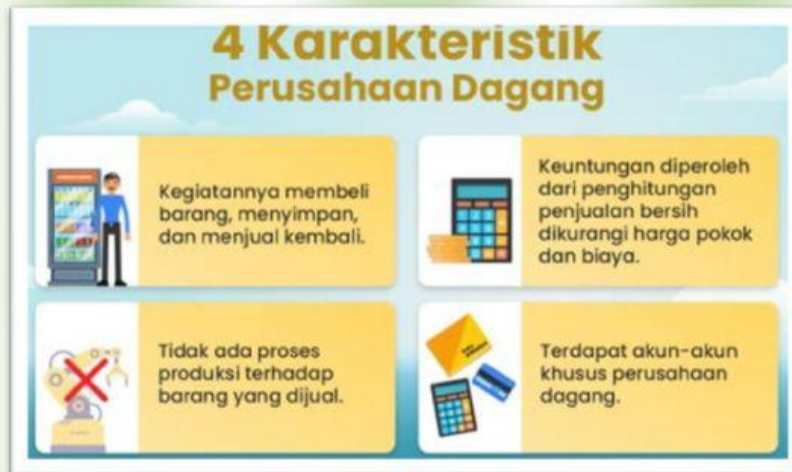 4 Karakteristik
Perusahaan Dagang
Kegiatannya membeli
barang, menyimpan,
dan menjual kembali.
Keuntungan diperoleh
dari penghitungan
penjualan bersih
dikurangi harga pokok
dan biaya.
Tidak ada proses
produksi terhadap
barang yang dijual.
Terdapat akun-akun
khusus perusahaan
dagang.